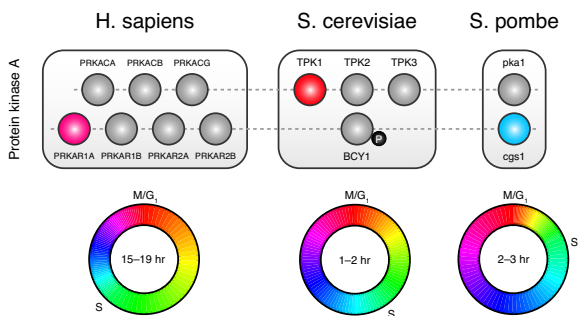 H. sapiens S. cerevisiae S. pombe
Protein kinase A
PRKACA PRKACB PRKACG TPK1 TPK2 TPK3 pka1
P
PRKAR1A PRKAR1B PRKAR2A PRKAR2B BCY1 cgs1
M/G1 M/G1 M/G1
S
15–19 hr 1–2 hr 2–3 hr
S
S